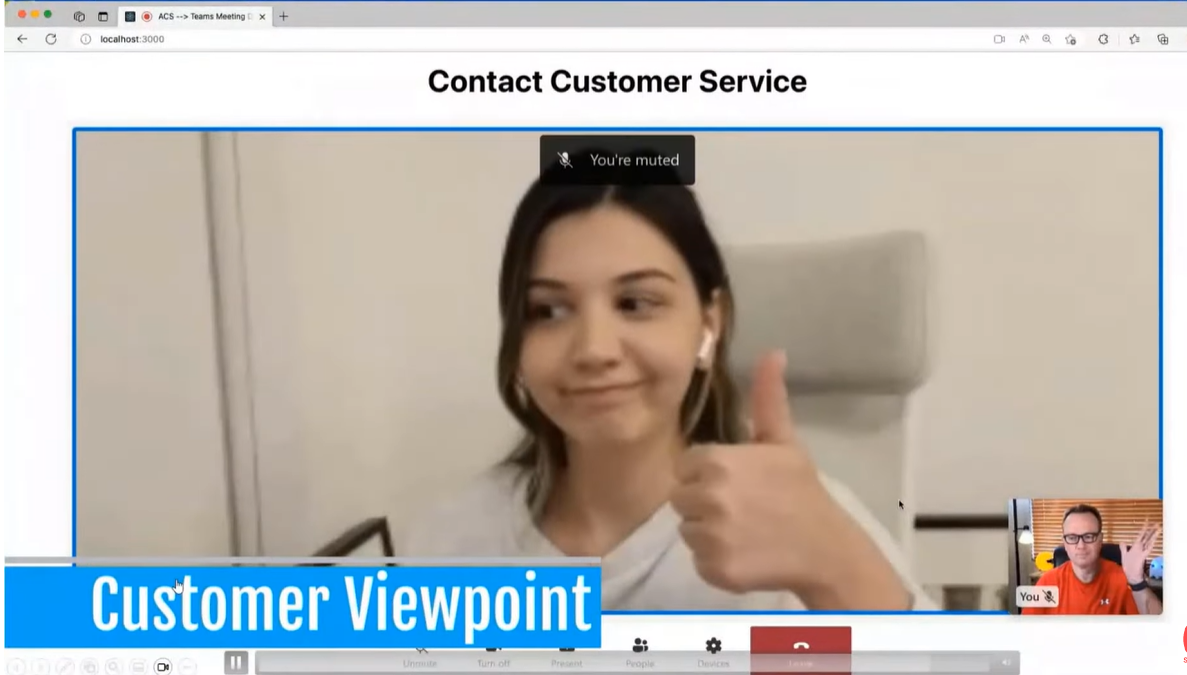 ACS --> Teams Meeting
localhost:3000
Contact Customer Service
You're muted
You
Customer Viewpoint
Unmute Turn off Present People Devices Leave